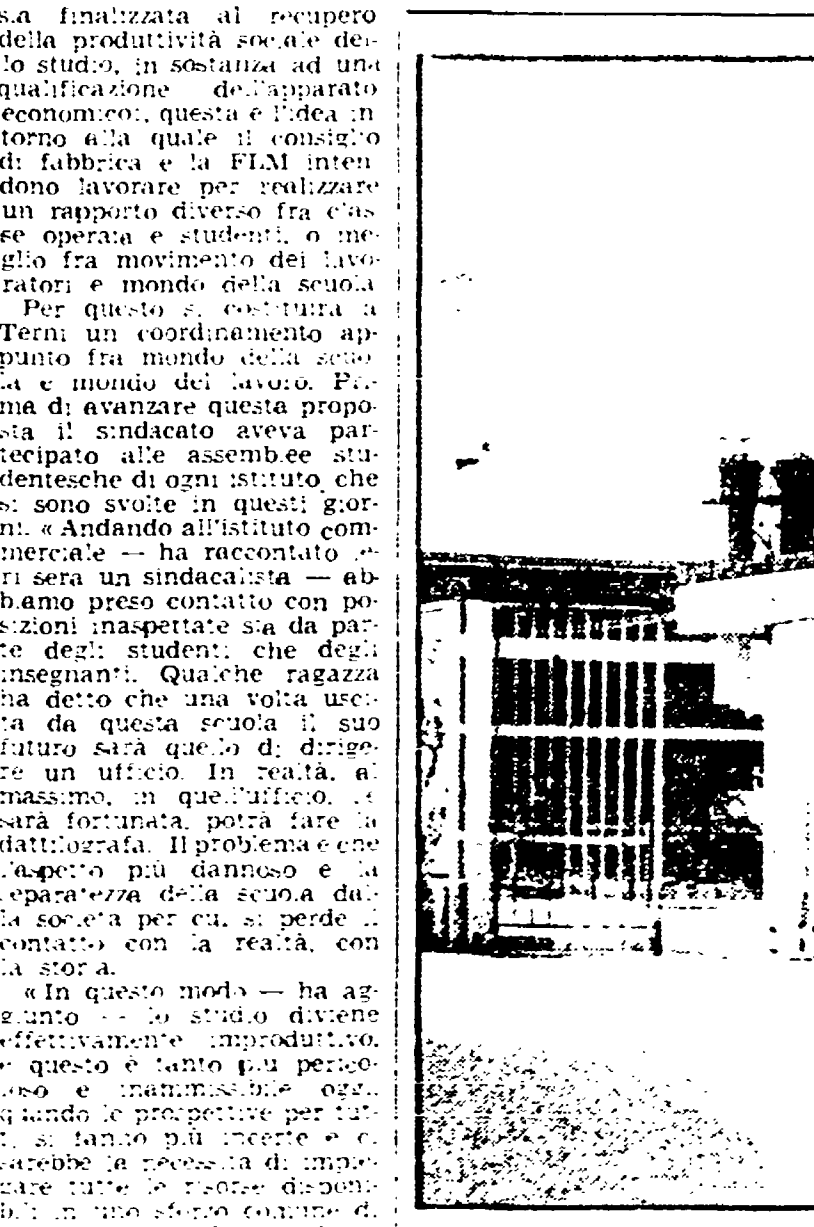 sia finalizzata al recupero
della produttività sociale del-
lo studio, in sostanza ad una
qualificazione dell'apparato
economico:, questa è l'idea in
torno alla quale il consiglio
di fabbrica e la FLM inten
dono lavorare per realizzare
un rapporto diverso fra clas
se operaia e studenti, o me-
glio fra movimento dei lavo-
ratori e mondo della scuola
Per questo si costituirà a
Terni un coordinamento ap-
punto fra mondo della scuo
la e mondo del lavoro. Pri-
ma di avanzare questa propo-
sta il sindacato aveva par-
tecipato alle assemblee stu-
dentesche di ogni istituto che
si sono svolte in questi gior-
ni. « Andando all'istituto com-
merciale — ha raccontato ie-
ri sera un sindacalista — ab-
biamo preso contatto con po-
sizioni inaspettate sia da par-
te degli studenti che degli
insegnanti. Qualche ragazza
ha detto che una volta usci-
ta da questa scuola il suo
futuro sarà quello di dirige-
re un ufficio. In realtà, al
massimo, in quell'ufficio, se
sarà fortunata, potrà fare la
dattilografa. Il problema è che
l'aspetto più dannoso è la
separatezza della scuola dal-
la società per cui si perde il
contatto con la realtà, con
la storia.
« In questo modo — ha ag-
giunto — lo studio diviene
effettivamente improduttivo,
e questo è tanto più perico-
loso e inammissibile oggi,
quando le prospettive per tut-
ti si fanno più incerte e ci
sarebbe la necessità di impie-
gare tutte le risorse disponi-
bili in uno sforzo comune di